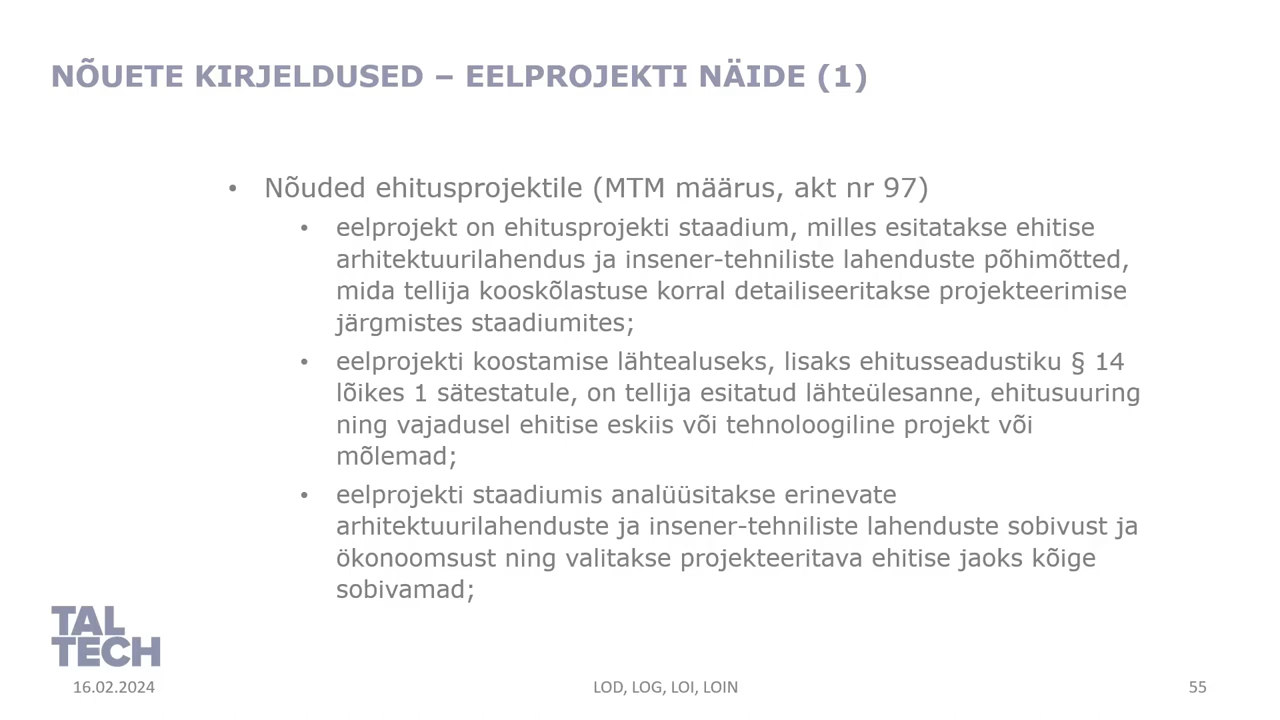 NÕUETE KIRJELDUSED – EELPROJEKTI NÄIDE (1)
• Nõuded ehitusprojektile (MTM määrus, akt nr 97)
• eelprojekt on ehitusprojekti staadium, milles esitatakse ehitise
arhitektuurilahendus ja insener-tehniliste lahenduste põhimõtted,
mida tellija kooskõlastuse korral detailiseeritakse projekteerimise
järgmistes staadiumites;
• eelprojekti koostamise lähtealuseks, lisaks ehitusseadustiku § 14
lõikes 1 sätestatule, on tellija esitatud lähteülesanne, ehitusuuring
ning vajadusel ehitise eskiis või tehnoloogiline projekt või
mõlemad;
• eelprojekti staadiumis analüüsitakse erinevate
arhitektuurilahenduste ja insener-tehniliste lahenduste sobivust ja
ökonoomsust ning valitakse projekteeritava ehitise jaoks kõige
sobivamad;
TAL
TECH
16.02.2024
LOD, LOG, LOI, LOIN
55